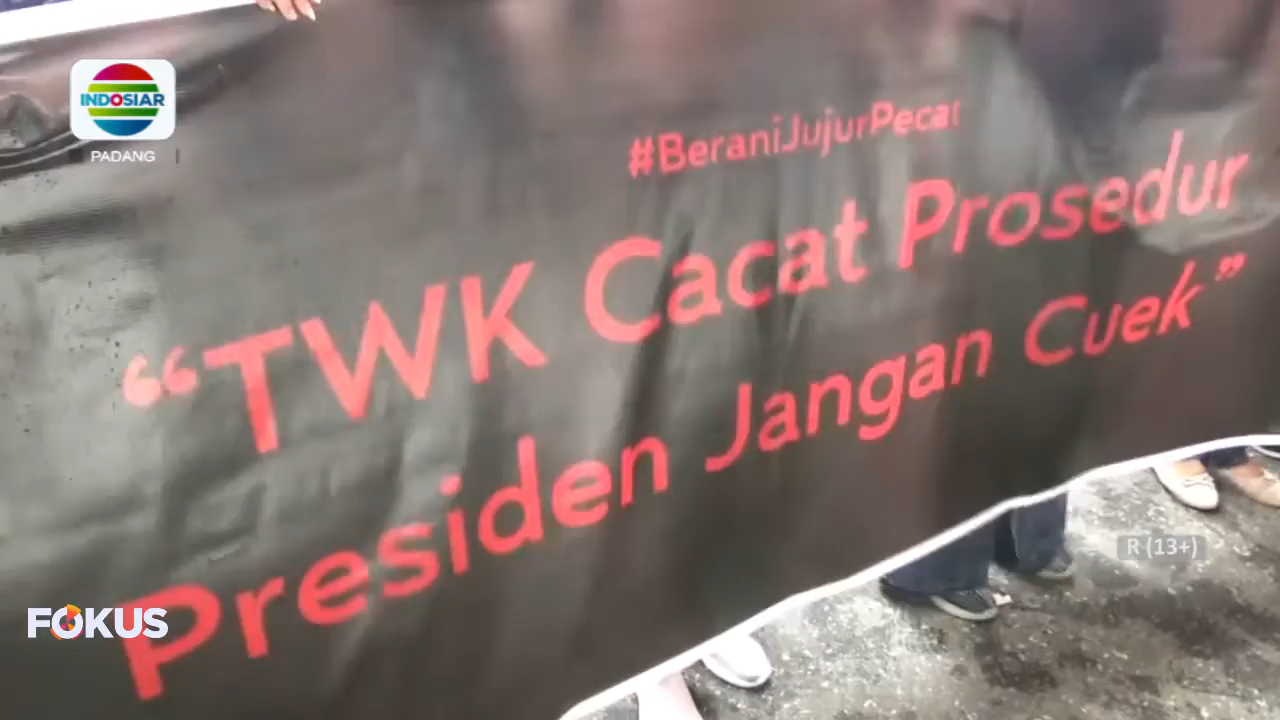 INDOSIAR
PADANG
#BeraniJujurPecat
“TWK Cacat Prosedur
Presiden Jangan Cuek”
R (13+)
FOKUS